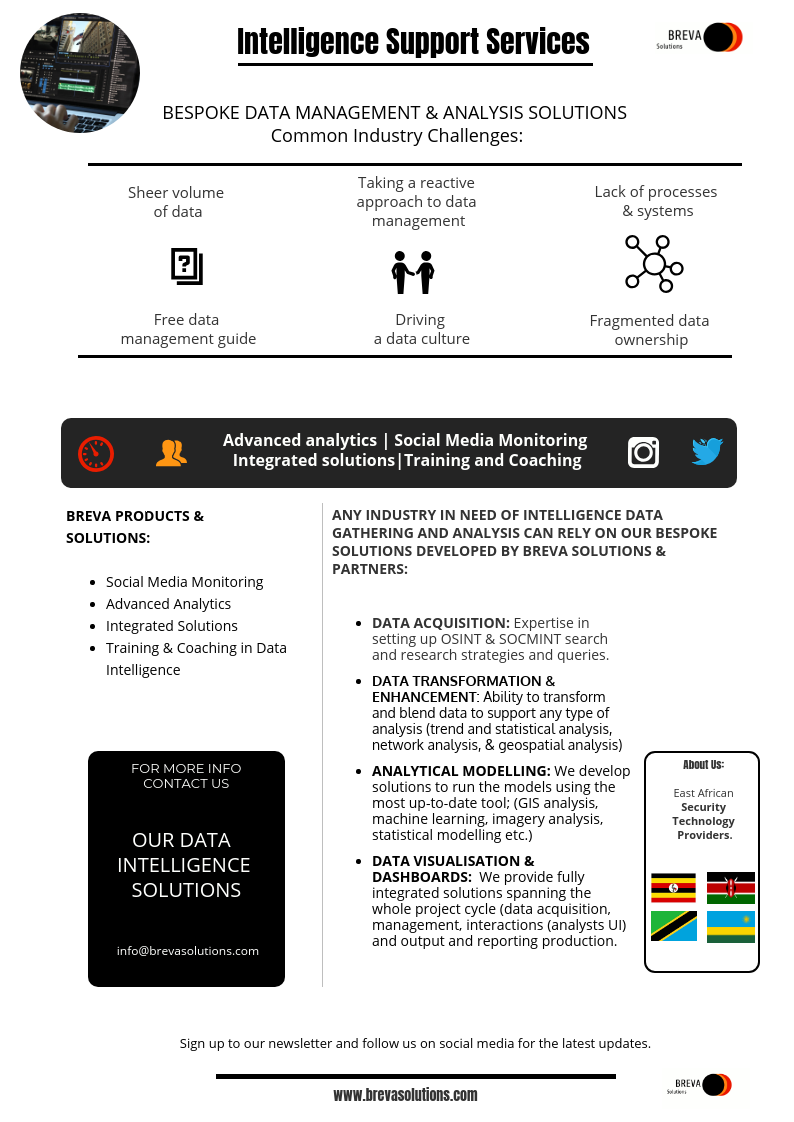 Intelligence Support Services
BREVA
Solutions
BESPOKE DATA MANAGEMENT & ANALYSIS SOLUTIONS
Common Industry Challenges:
Sheer volume
of data
Taking a reactive
approach to data
management
Lack of processes
& systems
?
Free data
management guide
Driving
a data culture
Fragmented data
ownership
Advanced analytics | Social Media Monitoring
Integrated solutions|Training and Coaching
BREVA PRODUCTS &
SOLUTIONS:
• Social Media Monitoring
• Advanced Analytics
• Integrated Solutions
• Training & Coaching in Data
Intelligence
FOR MORE INFO
CONTACT US
OUR DATA
INTELLIGENCE
SOLUTIONS
info@brevasolutions.com
ANY INDUSTRY IN NEED OF INTELLIGENCE DATA
GATHERING AND ANALYSIS CAN RELY ON OUR BESPOKE
SOLUTIONS DEVELOPED BY BREVA SOLUTIONS &
PARTNERS:
• DATA ACQUISITION: Expertise in
setting up OSINT & SOCMINT search
and research strategies and queries.
• DATA TRANSFORMATION &
ENHANCEMENT: Ability to transform
and blend data to support any type of
analysis (trend and statistical analysis,
network analysis, & geospatial analysis)
• ANALYTICAL MODELLING: We develop
solutions to run the models using the
most up-to-date tool; (GIS analysis,
machine learning, imagery analysis,
statistical modelling etc.)
• DATA VISUALISATION &
DASHBOARDS:  We provide fully
integrated solutions spanning the
whole project cycle (data acquisition,
management, interactions (analysts UI)
and output and reporting production.
About Us:
East African
Security
Technology
Providers.
Sign up to our newsletter and follow us on social media for the latest updates.
www.brevasolutions.com
BREVA
Solutions